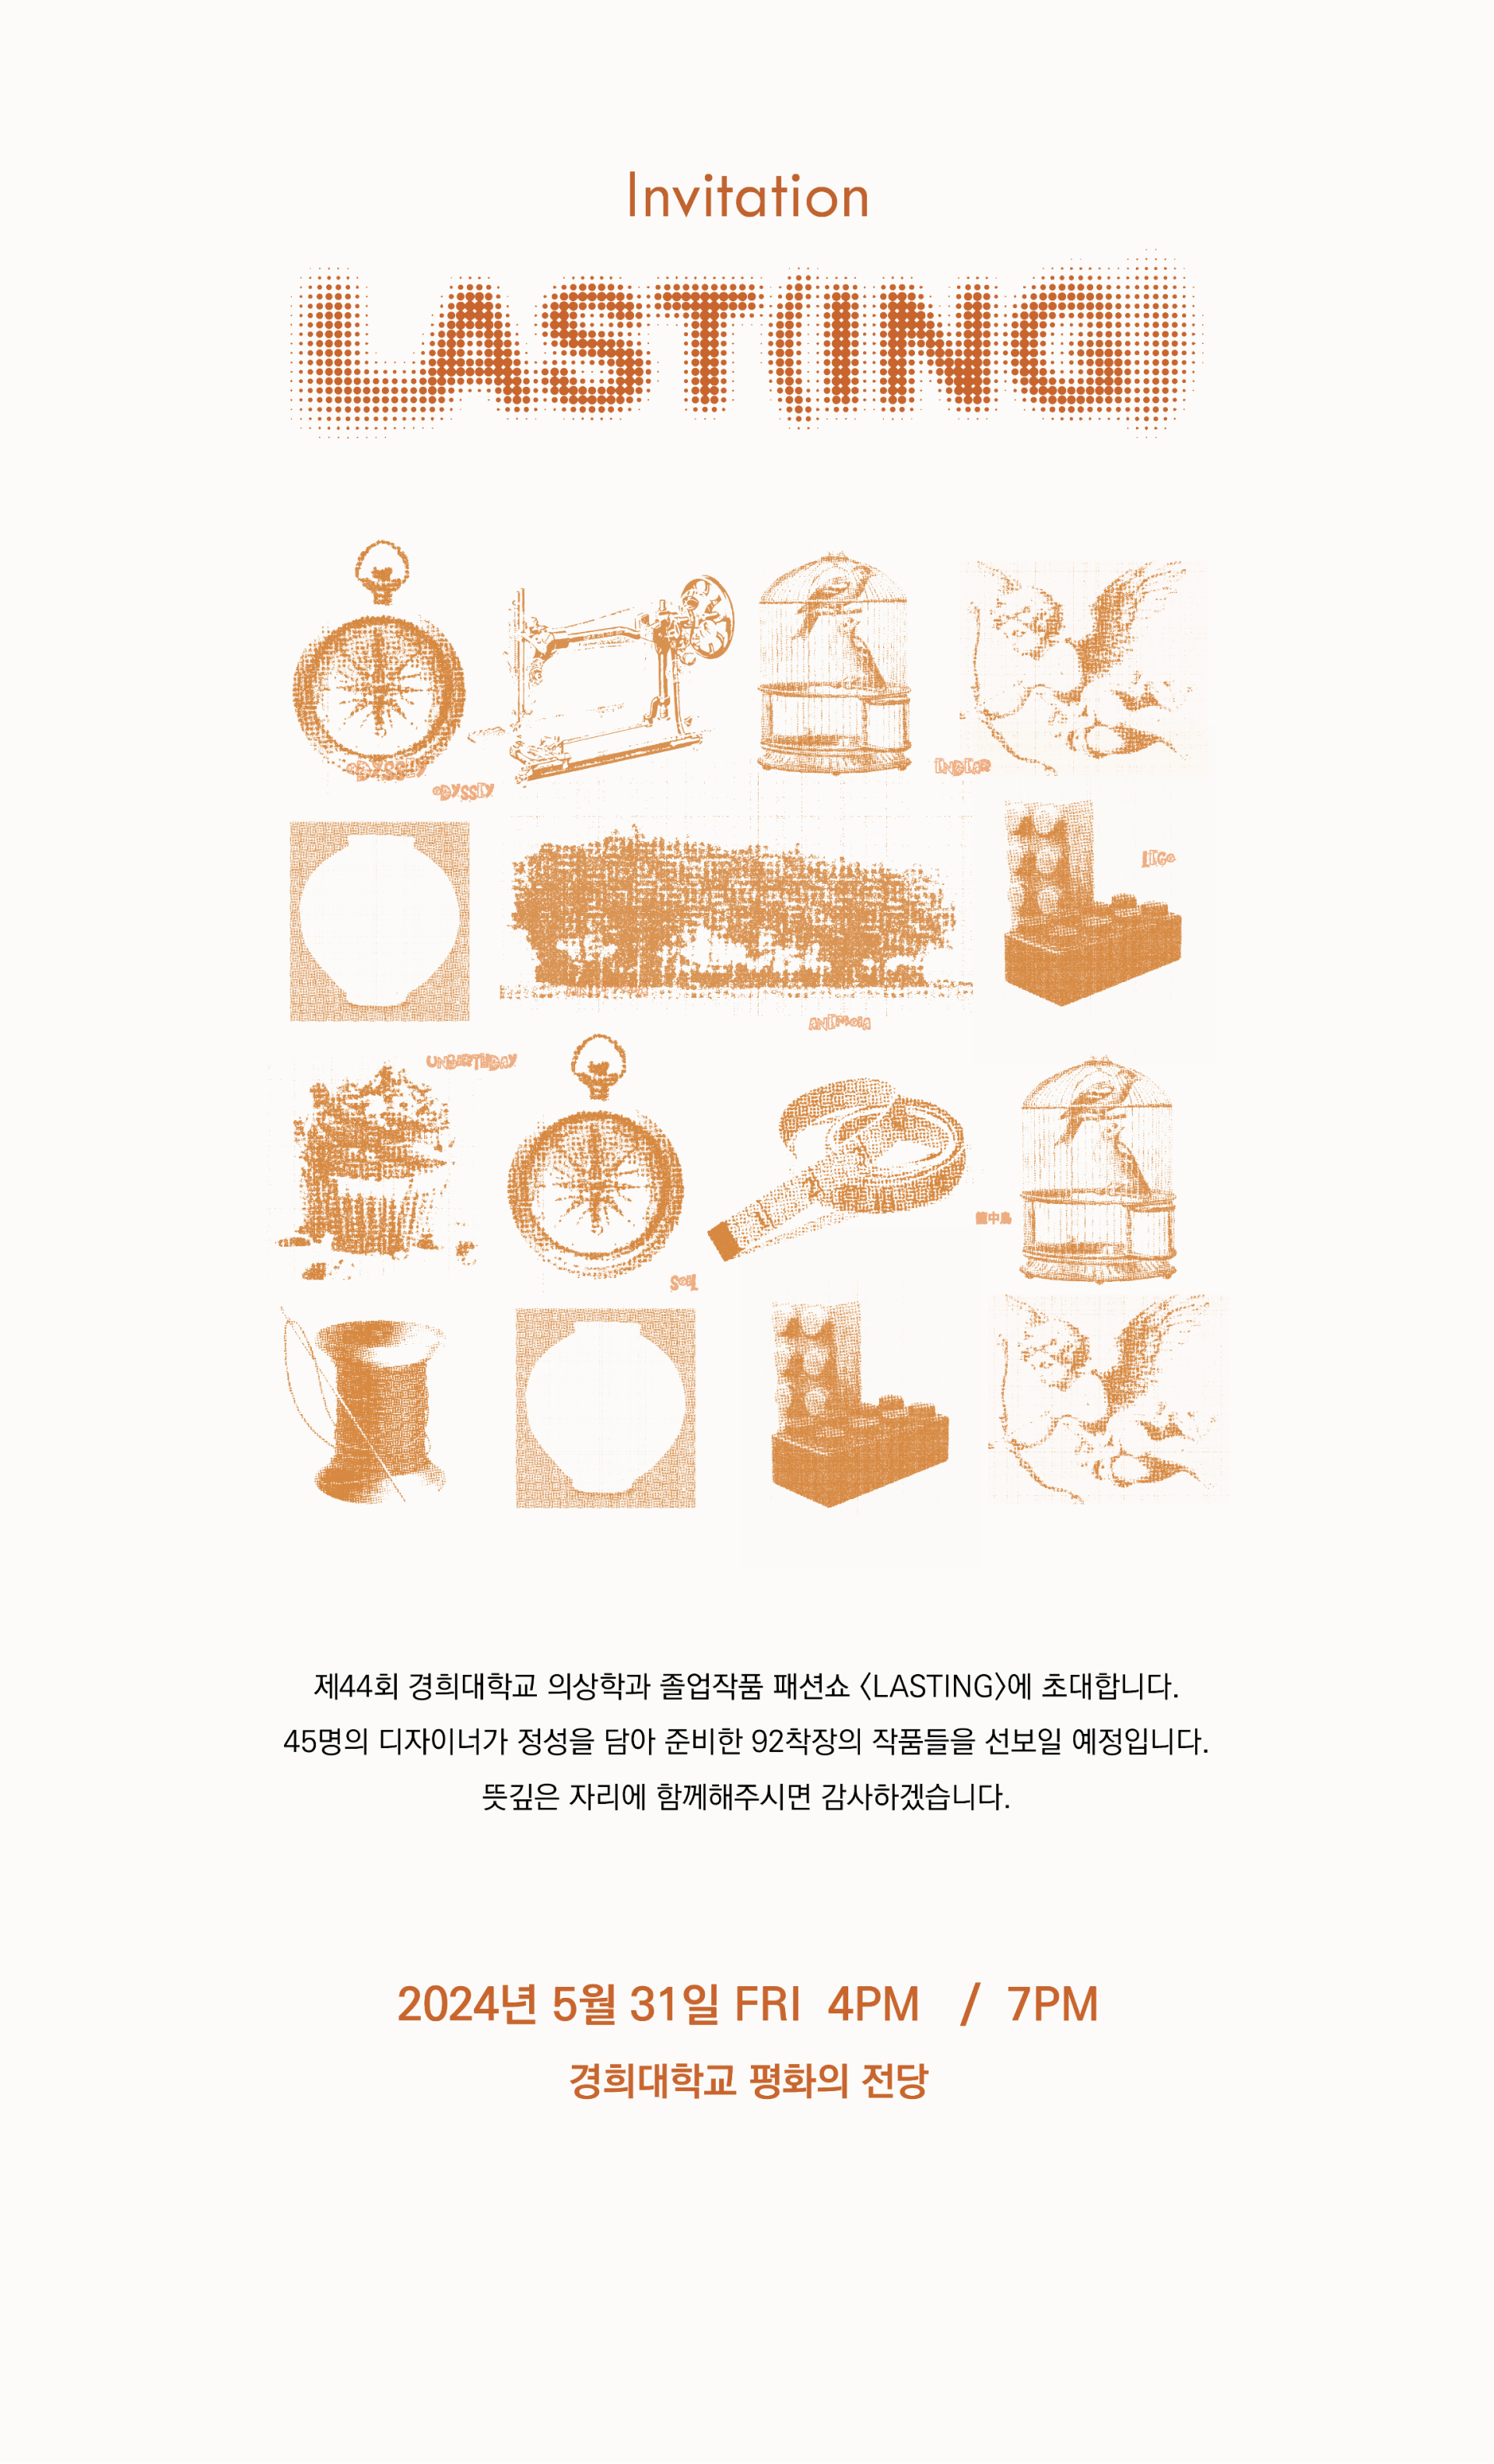 Invitation
LASTING
ODYSSEY
ODYSSEY
LEGO
ANEMOIA
UNBIRTHDAY
籠中鳥
SOIL
제44회 경희대학교 의상학과 졸업작품 패션쇼 〈LASTING〉에 초대합니다.
45명의 디자이너가 정성을 담아 준비한 92착장의 작품들을 선보일 예정입니다.
뜻깊은 자리에 함께해주시면 감사하겠습니다.
2024년 5월 31일 FRI 4PM / 7PM
경희대학교 평화의 전당